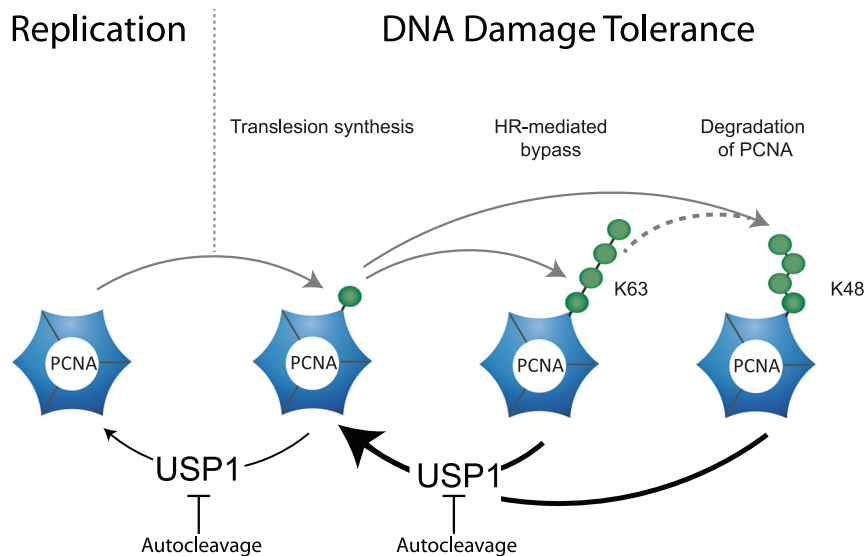 Replication
DNA Damage Tolerance
Translesion synthesis
HR-mediated
bypass
Degradation
of PCNA
K63
K48
PCNA
PCNA
PCNA
PCNA
USP1
USP1
Autocleavage
Autocleavage